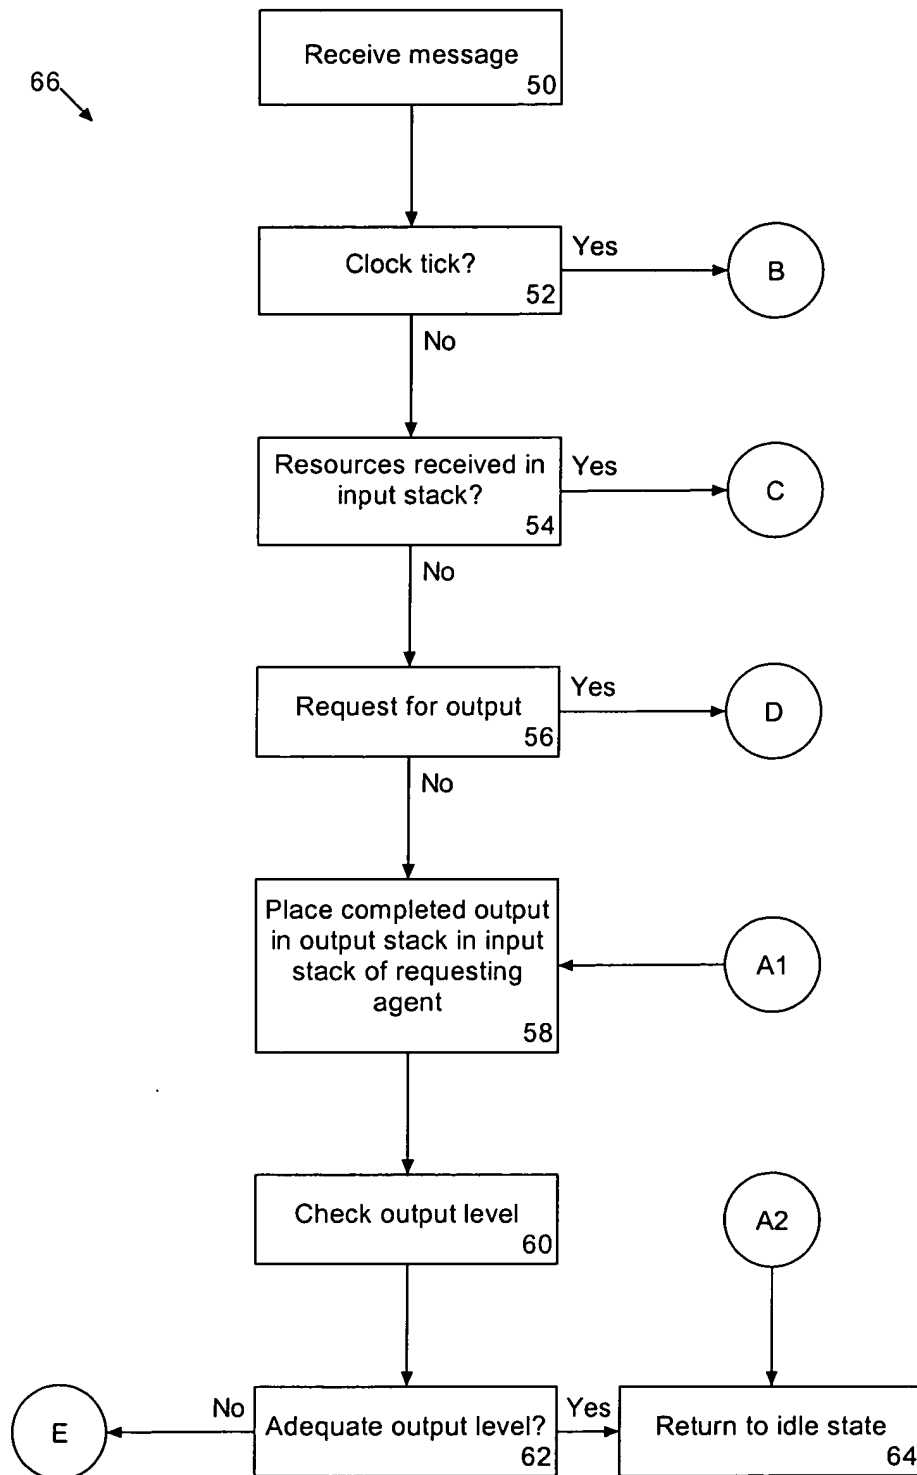 Receive message
50
66
Clock tick?
52
Yes
B
No
Resources received in
input stack?
54
Yes
C
No
Request for output
56
Yes
D
No
Place completed output
in output stack in input
stack of requesting
agent
58
A1
Check output level
60
A2
E
No
Adequate output level?
62
Yes
Return to idle state
64